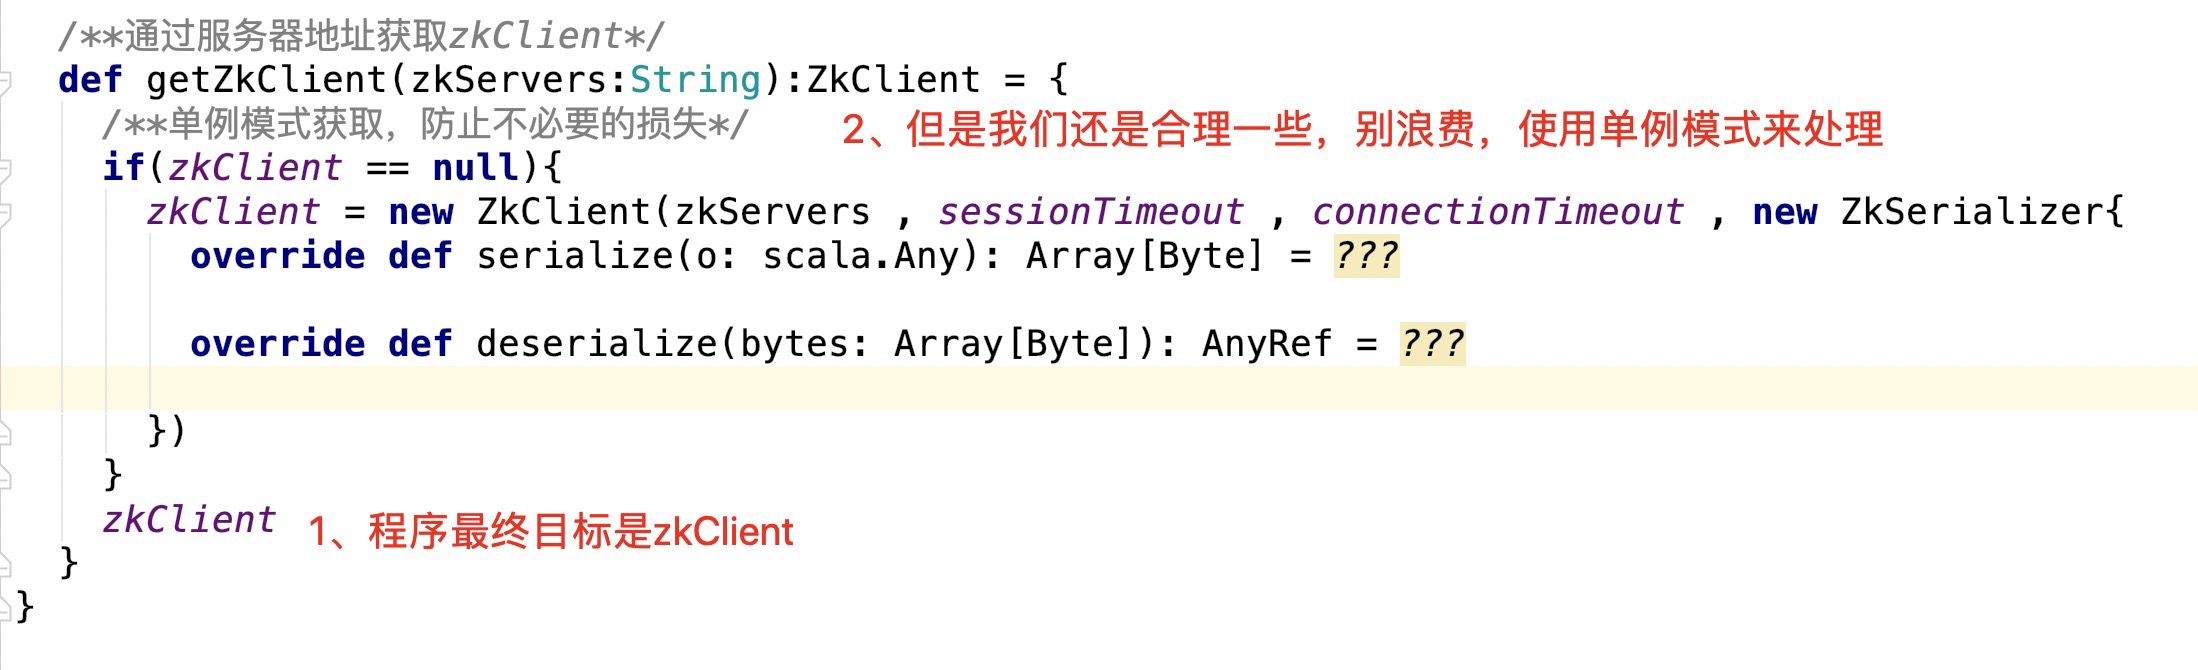 /**通过服务器地址获取zkClient*/
def getZkClient(zkServers:String):ZkClient = {
/**单例模式获取，防止不必要的损失*/ 2、但是我们还是合理一些，别浪费，使用单例模式来处理
if(zkClient == null){
zkClient = new ZkClient(zkServers , sessionTimeout , connectionTimeout , new ZkSerializer{
override def serialize(o: scala.Any): Array[Byte] = ???
override def deserialize(bytes: Array[Byte]): AnyRef = ???
})
}
zkClient 1、程序最终目标是zkClient
}
}